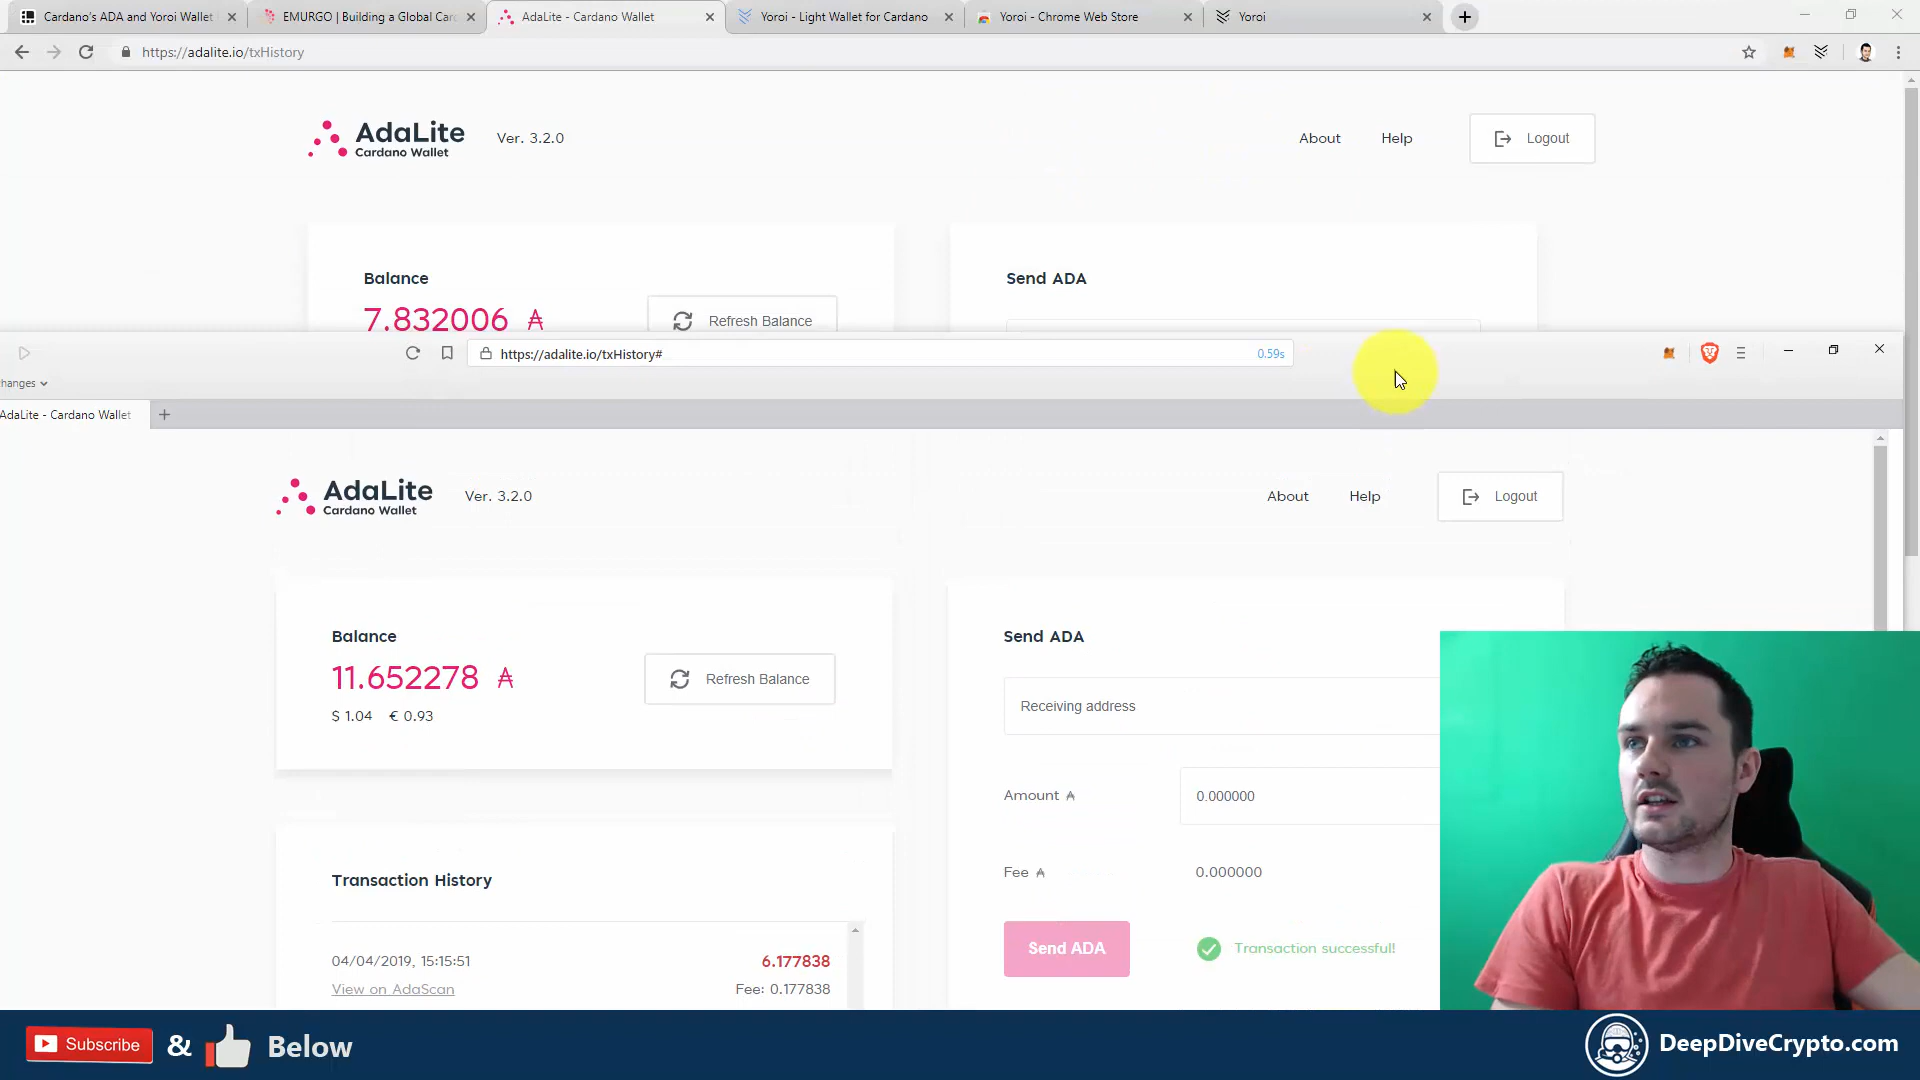 Cardano's ADA and Yoroi Wallet
EMURGO | Building a Global Car
AdaLite - Cardano Wallet
Yoroi - Light Wallet for Cardano
Yoroi - Chrome Web Store
Yoroi
https://adalite.io/txHistory
AdaLite
Cardano Wallet
Ver. 3.2.0
About
Help
Logout
Balance
Send ADA
7.832006
Refresh Balance
https://adalite.io/txHistory#
0.59s
hanges
AdaLite - Cardano Wallet
AdaLite
Cardano Wallet
Ver. 3.2.0
About
Help
Logout
Balance
11.652278
Refresh Balance
$ 1.04 € 0.93
Send ADA
Receiving address
Amount
0.000000
Fee
0.000000
Send ADA
Transaction successful!
Transaction History
04/04/2019, 15:15:51
6.177838
View on AdaScan
Fee: 0.177838
Subscribe & Below
DeepDiveCrypto.com